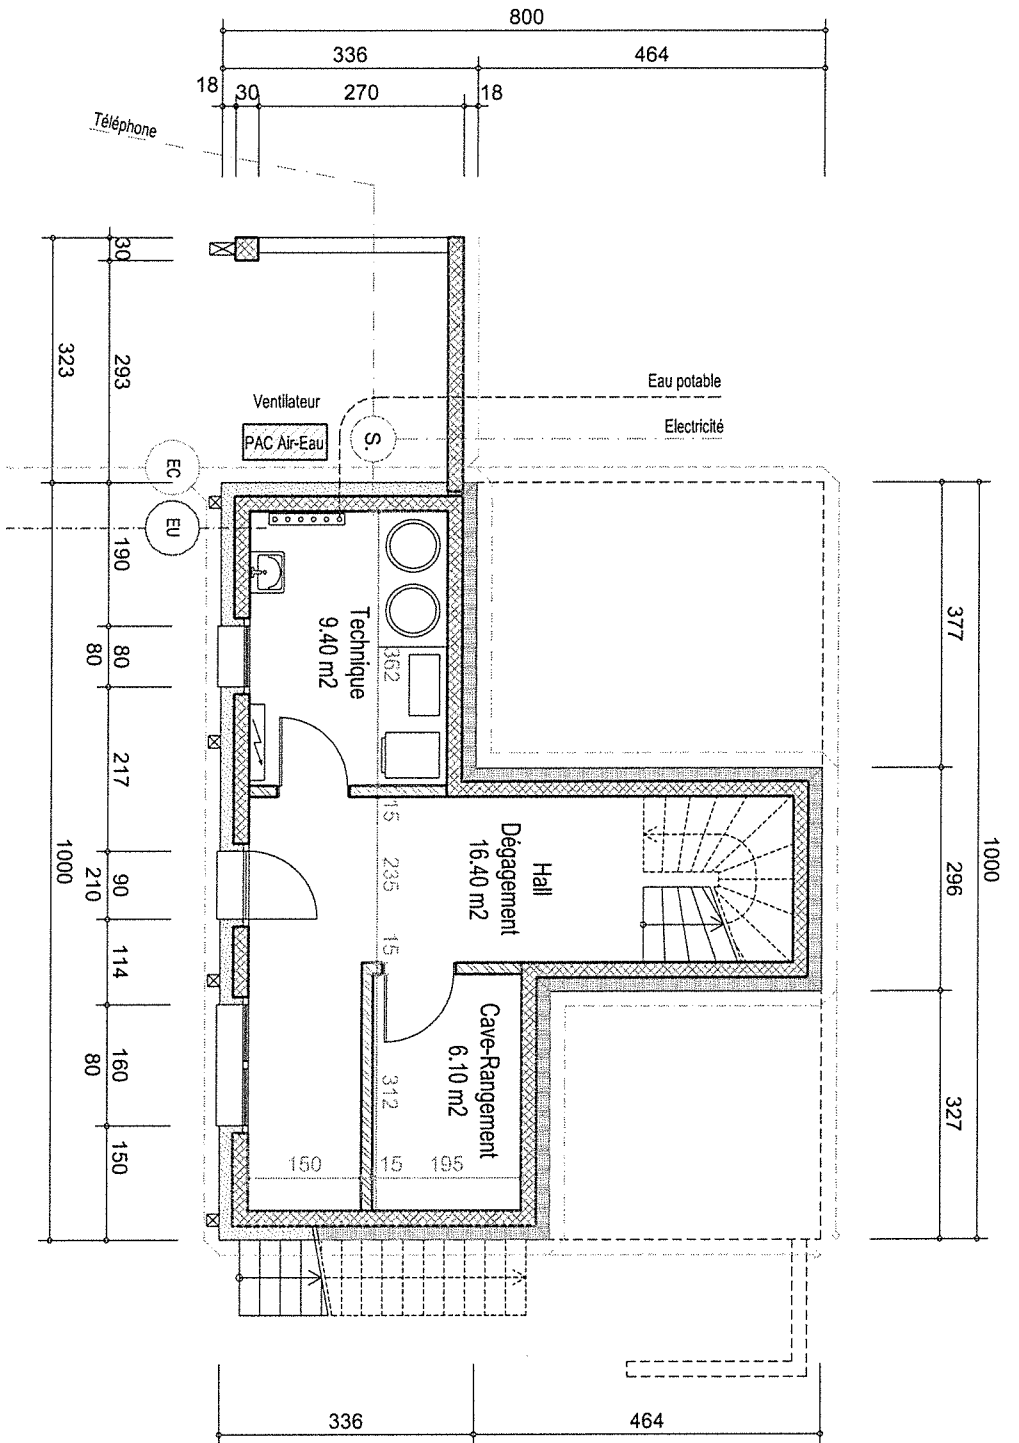 800
336
464
18
30
270
18
Téléphone
30
293
323
Ventilateur
PAC Air-Eau
S.
Eau potable
Electricité
EC
EU
190
80
80
217
1000
90
210
114
160
80
150
Technique
9.40 m2
362
15
235
15
Hall
Dégagement
16.40 m2
Cave-Rangement
6.10 m2
312
150
15
195
377
296
1000
327
336
464